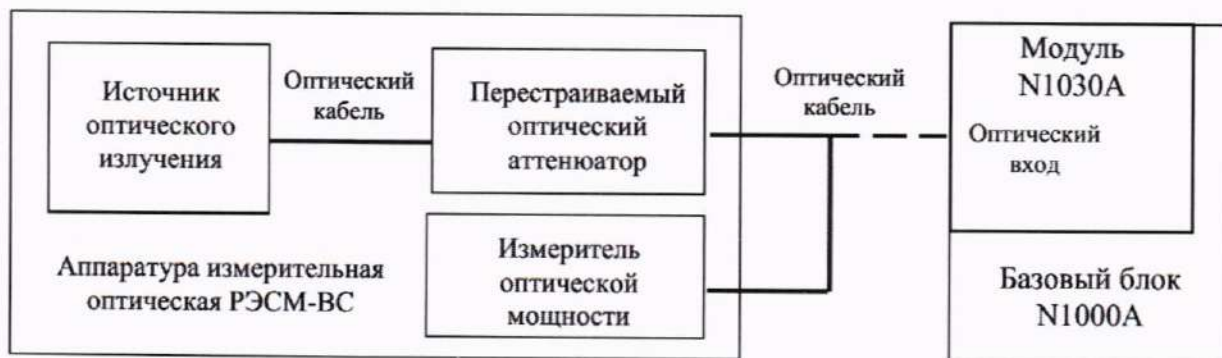 Источник
оптического
излучения
Оптический
кабель
Перестраиваемый
оптический
аттенюатор
Оптический
кабель
Модуль
N1030A
Оптический
вход
Аппаратура измерительная
оптическая РЭСМ-ВС
Измеритель
оптической
мощности
Базовый блок
N1000A